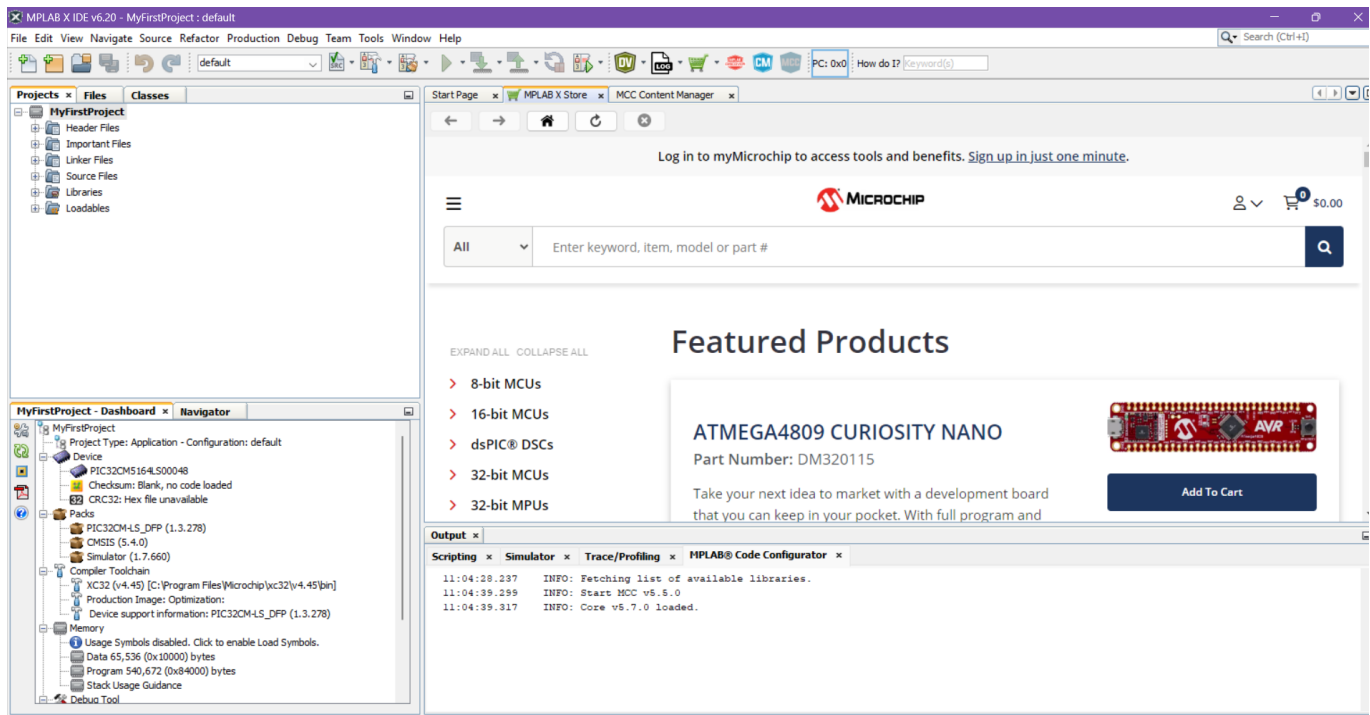 MPLAB X IDE v6.20 - MyFirstProject : default
File Edit View Navigate Source Refactor Production Debug Team Tools Window Help
Search (Ctrl+I)
default
PC: 0x0
How do I?
Keyword(s)
Projects
Files
Classes
MyFirstProject
Header Files
Important Files
Linker Files
Source Files
Libraries
Loadables
MyFirstProject - Dashboard
Navigator
MyFirstProject
Project Type: Application - Configuration: default
Device
PIC32CM5164LS00048
Checksum: Blank, no code loaded
CRC32: Hex file unavailable
Packs
PIC32CM-LS_DFP (1.3.278)
CMSIS (5.4.0)
Simulator (1.7.660)
Compiler Toolchain
XC32 (v4.45) [C:\Program Files\Microchip\xc32\v4.45\bin]
Production Image: Optimization:
Device support information: PIC32CM-LS_DFP (1.3.278)
Memory
Usage Symbols disabled. Click to enable Load Symbols.
Data 65,536 (0x10000) bytes
Program 540,672 (0x84000) bytes
Stack Usage Guidance
Debug Tool
Start Page
MPLAB X Store
MCC Content Manager
Log in to myMicrochip to access tools and benefits. Sign up in just one minute.
MICROCHIP
0
$0.00
All
Enter keyword, item, model or part #
EXPAND ALL COLLAPSE ALL
8-bit MCUs
16-bit MCUs
dsPIC® DSCs
32-bit MCUs
32-bit MPUs
Featured Products
ATMEGA4809 CURIOSITY NANO
Part Number: DM320115
Take your next idea to market with a development board
that you can keep in your pocket. With full program and
AVR
Add To Cart
Output
Scripting
Simulator
Trace/Profiling
MPLAB® Code Configurator
11:04:28.237 INFO: Fetching list of available libraries.
11:04:39.299 INFO: Start MCC v5.5.0
11:04:39.317 INFO: Core v5.7.0 loaded.